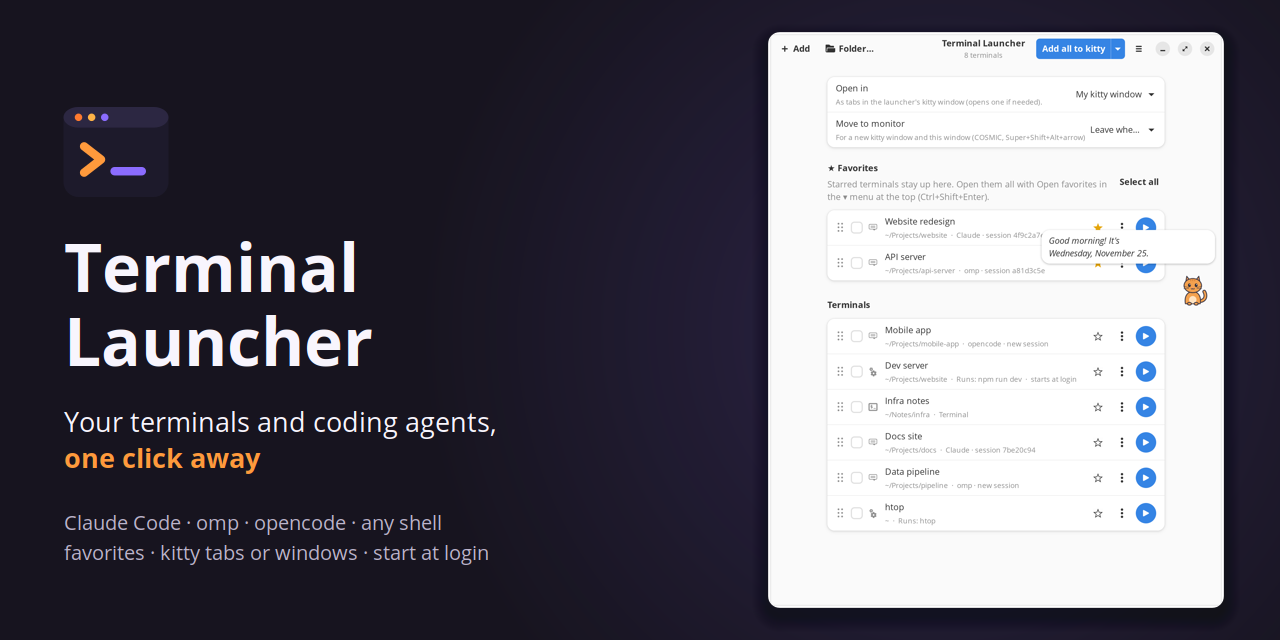 Terminal
Launcher
Your terminals and coding agents,
one click away
Claude Code · omp · opencode · any shell
favorites · kitty tabs or windows · start at login
+ Add
Folder...
Terminal Launcher
8 terminals
Add all to kitty
Open in
As tabs in the launcher's kitty window (opens one if needed).
My kitty window
Move to monitor
For a new kitty window and this window (COSMIC, Super+Shift+Alt+arrow)
Leave whe...
★ Favorites
Starred terminals stay up here. Open them all with Open favorites in
the ▾ menu at the top (Ctrl+Shift+Enter).
Select all
Website redesign
~/Projects/website · Claude · session 4f9c2a7
Good morning! It's
Wednesday, November 25.
API server
~/Projects/api-server · omp · session a81d3c5e
Terminals
Mobile app
~/Projects/mobile-app · opencode · new session
Dev server
~/Projects/website · Runs: npm run dev · starts at login
Infra notes
~/Notes/infra · Terminal
Docs site
~/Projects/docs · Claude · session 7be20c94
Data pipeline
~/Projects/pipeline · omp · new session
htop
~ · Runs: htop